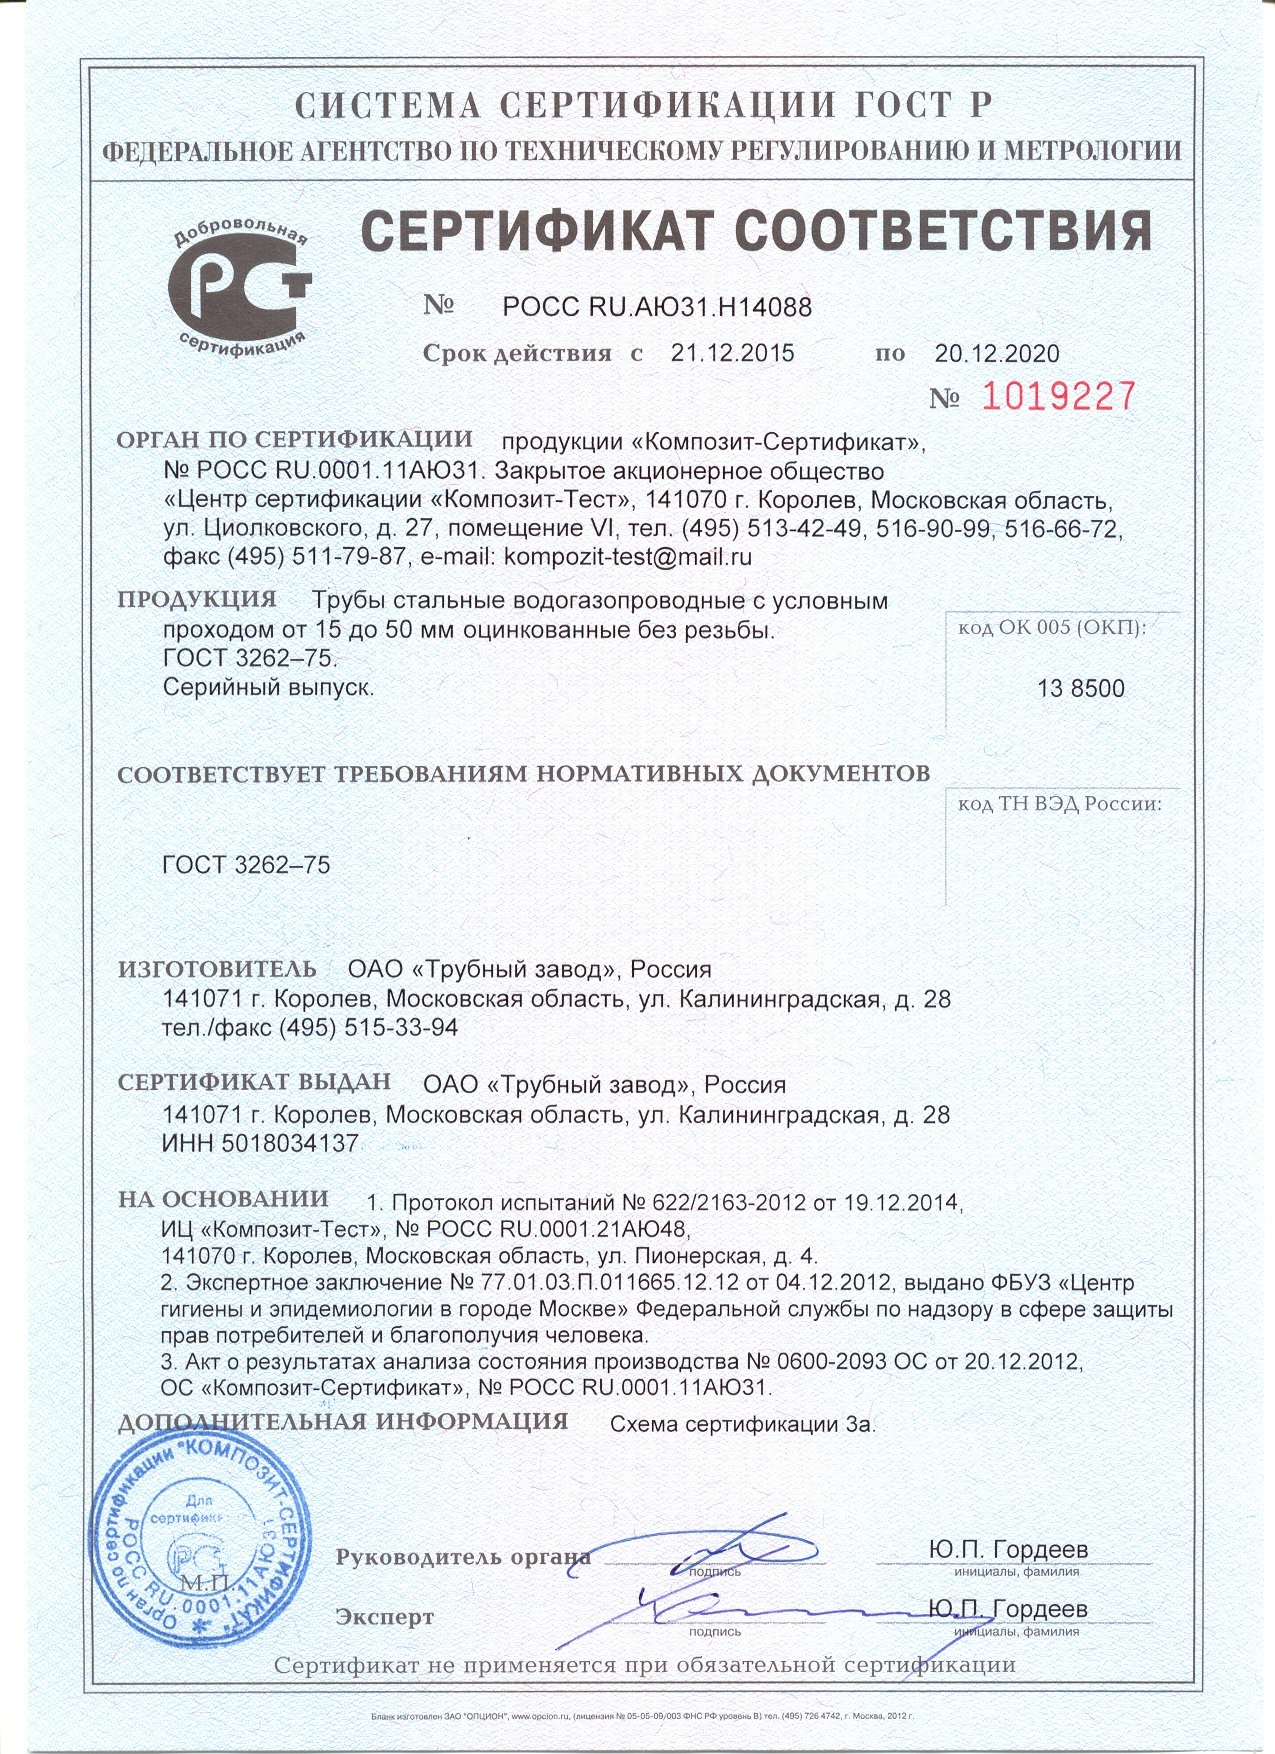 СИСТЕМА СЕРТИФИКАЦИИ ГОСТ Р
ФЕДЕРАЛЬНОЕ АГЕНТСТВО ПО ТЕХНИЧЕСКОМУ РЕГУЛИРОВАНИЮ И МЕТРОЛОГИИ
Добровольная
РСТ
сертификация
СЕРТИФИКАТ СООТВЕТСТВИЯ
№ РОСС RU.АЮ31.Н14088
Срок действия с 21.12.2015 по 20.12.2020
№ 1019227
ОРГАН ПО СЕРТИФИКАЦИИ продукции «Композит-Сертификат»,
№ РОСС RU.0001.11АЮ31. Закрытое акционерное общество
«Центр сертификации «Композит-Тест», 141070 г. Королев, Московская область,
ул. Циолковского, д. 27, помещение VI, тел. (495) 513-42-49, 516-90-99, 516-66-72,
факс (495) 511-79-87, e-mail: kompozit-test@mail.ru
ПРОДУКЦИЯ Трубы стальные водогазопроводные с условным
проходом от 15 до 50 мм оцинкованные без резьбы.
ГОСТ 3262–75.
Серийный выпуск.
код ОК 005 (ОКП):
13 8500
СООТВЕТСТВУЕТ ТРЕБОВАНИЯМ НОРМАТИВНЫХ ДОКУМЕНТОВ
код ТН ВЭД России:
ГОСТ 3262–75
ИЗГОТОВИТЕЛЬ ОАО «Трубный завод», Россия
141071 г. Королев, Московская область, ул. Калининградская, д. 28
тел./факс (495) 515-33-94
СЕРТИФИКАТ ВЫДАН ОАО «Трубный завод», Россия
141071 г. Королев, Московская область, ул. Калининградская, д. 28
ИНН 5018034137
НА ОСНОВАНИИ 1. Протокол испытаний № 622/2163-2012 от 19.12.2014,
ИЦ «Композит-Тест», № РОСС RU.0001.21АЮ48,
141070 г. Королев, Московская область, ул. Пионерская, д. 4.
2. Экспертное заключение № 77.01.03.П.011665.12.12 от 04.12.2012, выдано ФБУЗ «Центр
гигиены и эпидемиологии в городе Москве» Федеральной службы по надзору в сфере защиты
прав потребителей и благополучия человека.
3. Акт о результатах анализа состояния производства № 0600-2093 ОС от 20.12.2012,
ОС «Композит-Сертификат», № РОСС RU.0001.11АЮ31.
ДОПОЛНИТЕЛЬНАЯ ИНФОРМАЦИЯ Схема сертификации 3а.
Орган по сертификации "КОМПОЗИТ-СЕРТИФИКАТ"
РОСС RU.0001.11АЮ31
Для
М.П.
Руководитель органа
подпись
Ю.П. Гордеев
инициалы, фамилия
Эксперт
подпись
Ю.П. Гордеев
инициалы, фамилия
Сертификат не применяется при обязательной сертификации
Бланк изготовлен ЗАО "ОПЦИОН", www.opcion.ru, (лицензия № 05-05-09/003 ФНС РФ уровень В) тел. (495) 726 4742, г. Москва, 2012 г.